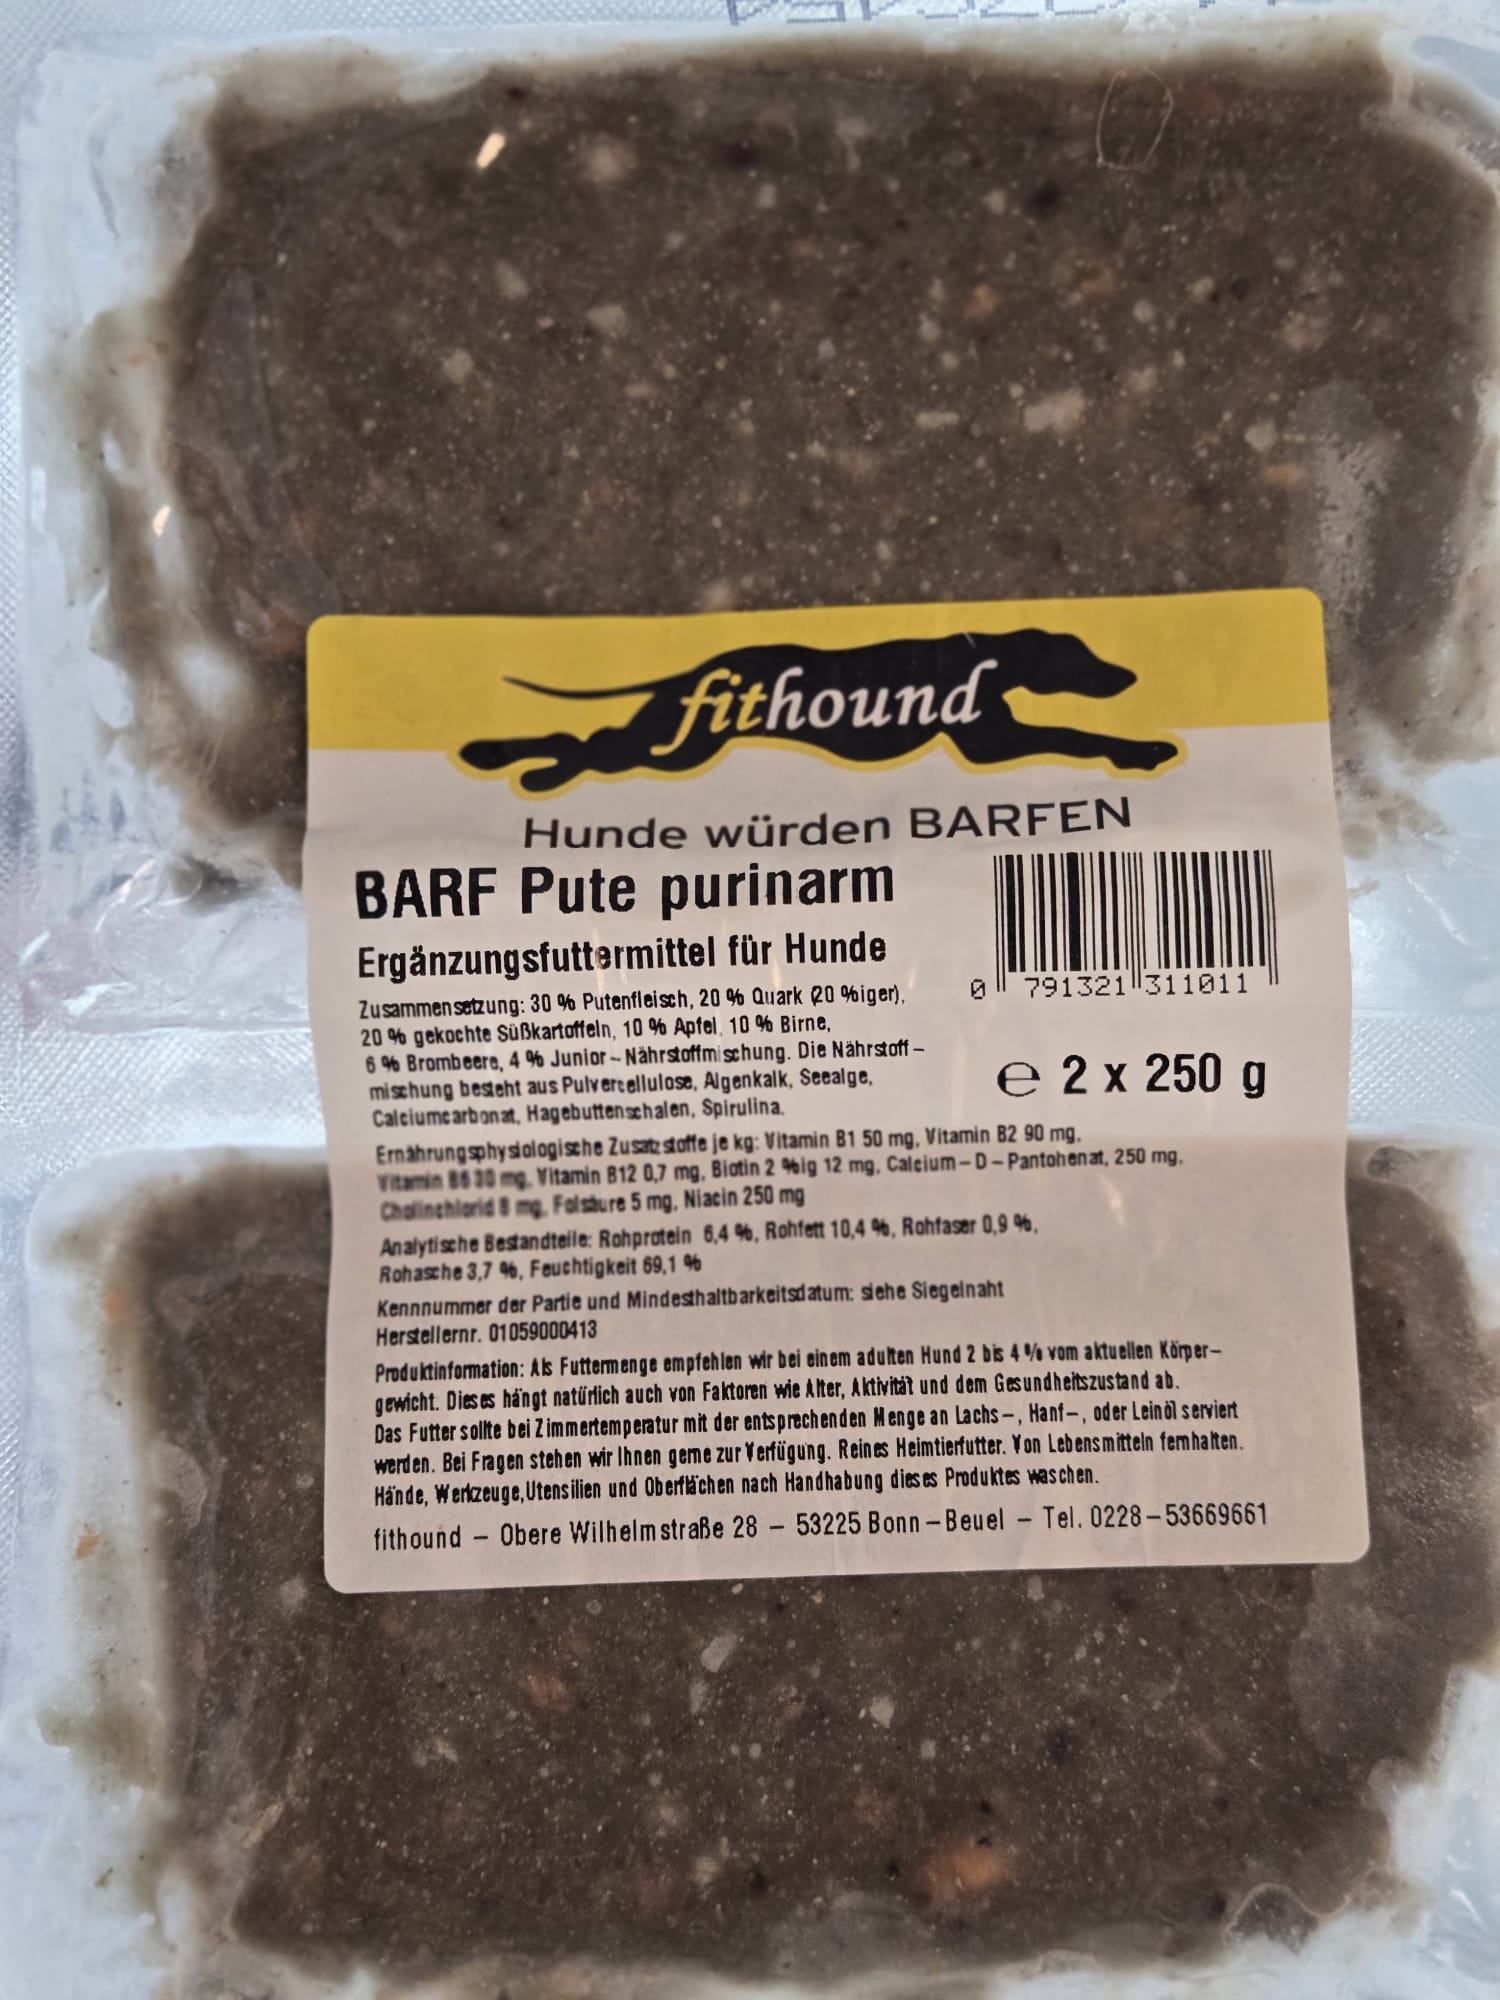 fithound
Hunde würden BARFEN
BARF Pute purinarm
Ergänzungsfuttermittel für Hunde
Zusammensetzung: 30 % Putenfleisch, 20 % Quark (20 %iger),
20 % gekochte Süßkartoffeln, 10 % Apfel, 10 % Birne,
6 % Brombeere, 4 % Junior-Nährstoffmischung. Die Nährstoff-
mischung besteht aus Pulvercellulose, Algenkalk, Seealge,
Calciumcarbonat, Hagebuttenschalen, Spirulina.
0 791321 311011
e 2 x 250 g
Ernährungsphysiologische Zusatzstoffe je kg: Vitamin B1 50 mg, Vitamin B2 90 mg,
Vitamin B6 30 mg, Vitamin B12 0,7 mg, Biotin 2 %ig 12 mg, Calcium-D-Pantohenat, 250 mg,
Cholinchlorid 8 mg, Folsäure 5 mg, Niacin 250 mg
Analytische Bestandteile: Rohprotein 6,4 %, Rohfett 10,4 %, Rohfaser 0,9 %,
Rohasche 3,7 %, Feuchtigkeit 69,1 %
Kennnummer der Partie und Mindesthaltbarkeitsdatum: siehe Siegelnaht
Herstellernr. 01059000413
Produktinformation: Als Futtermenge empfehlen wir bei einem adulten Hund 2 bis 4 % vom aktuellen Körper-
gewicht. Dieses hängt natürlich auch von Faktoren wie Alter, Aktivität und dem Gesundheitszustand ab.
Das Futter sollte bei Zimmertemperatur mit der entsprechenden Menge an Lachs-, Hanf-, oder Leinöl serviert
werden. Bei Fragen stehen wir Ihnen gerne zur Verfügung. Reines Heimtierfutter. Von Lebensmitteln fernhalten.
Hände, Werkzeuge,Utensilien und Oberflächen nach Handhabung dieses Produktes waschen.
fithound - Obere Wilhelmstraße 28 - 53225 Bonn-Beuel - Tel. 0228-53669661